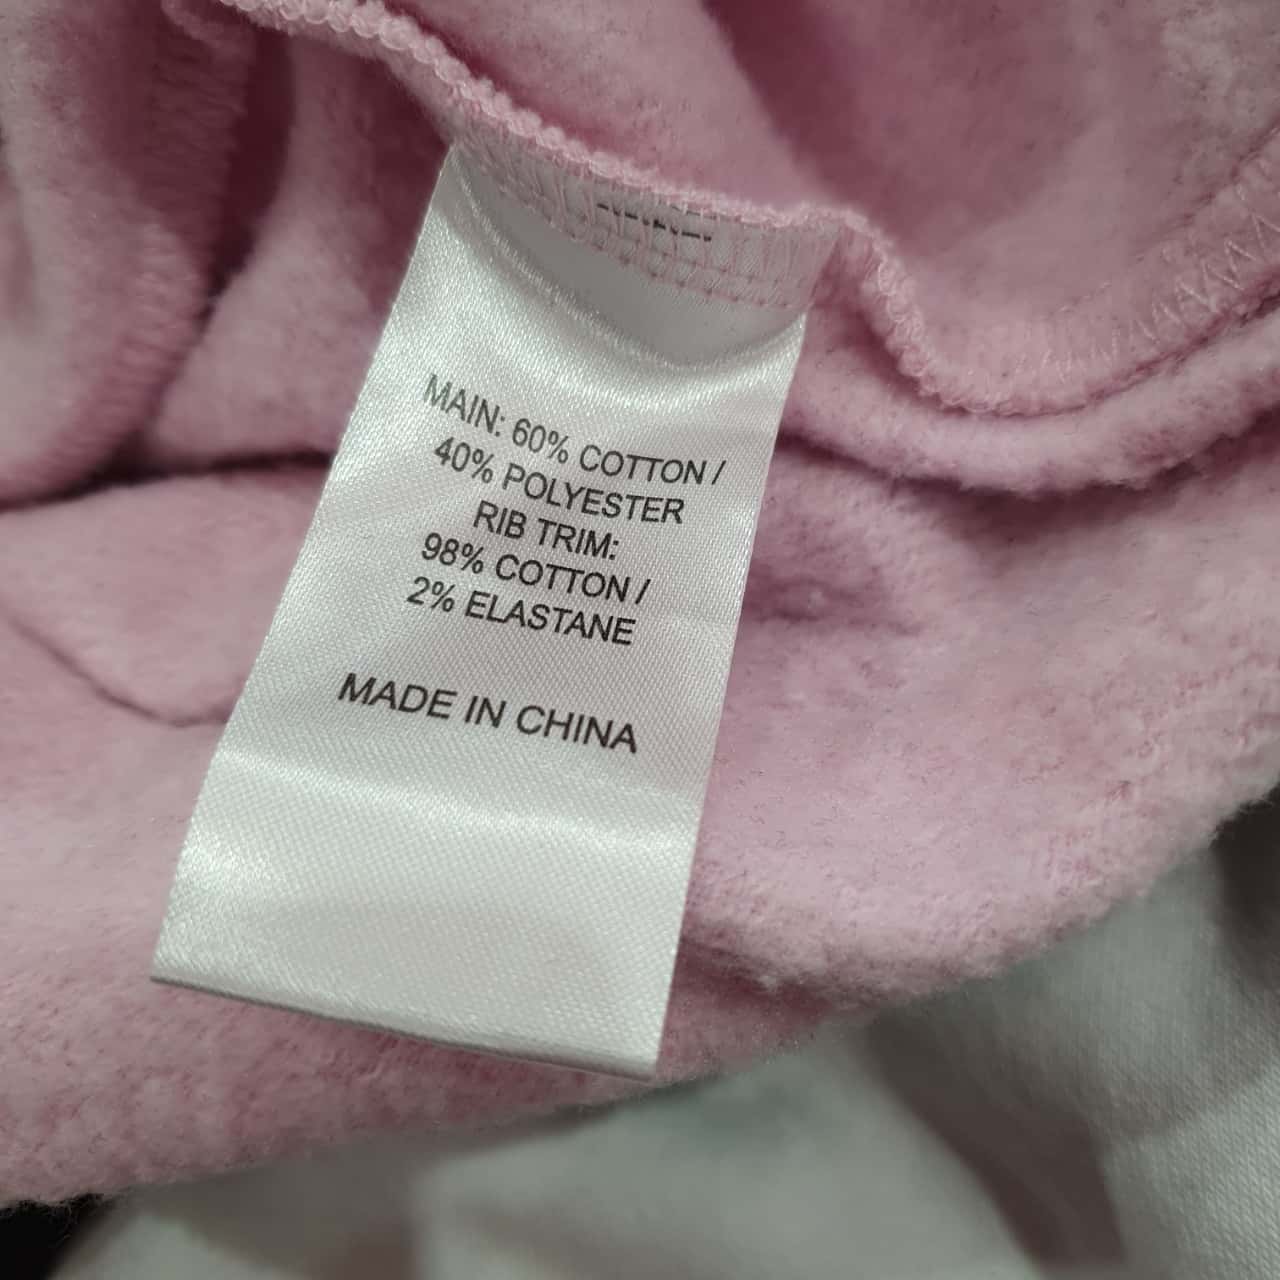 MAIN: 60% COTTON /
40% POLYESTER
RIB TRIM:
98% COTTON /
2% ELASTANE
MADE IN CHINA